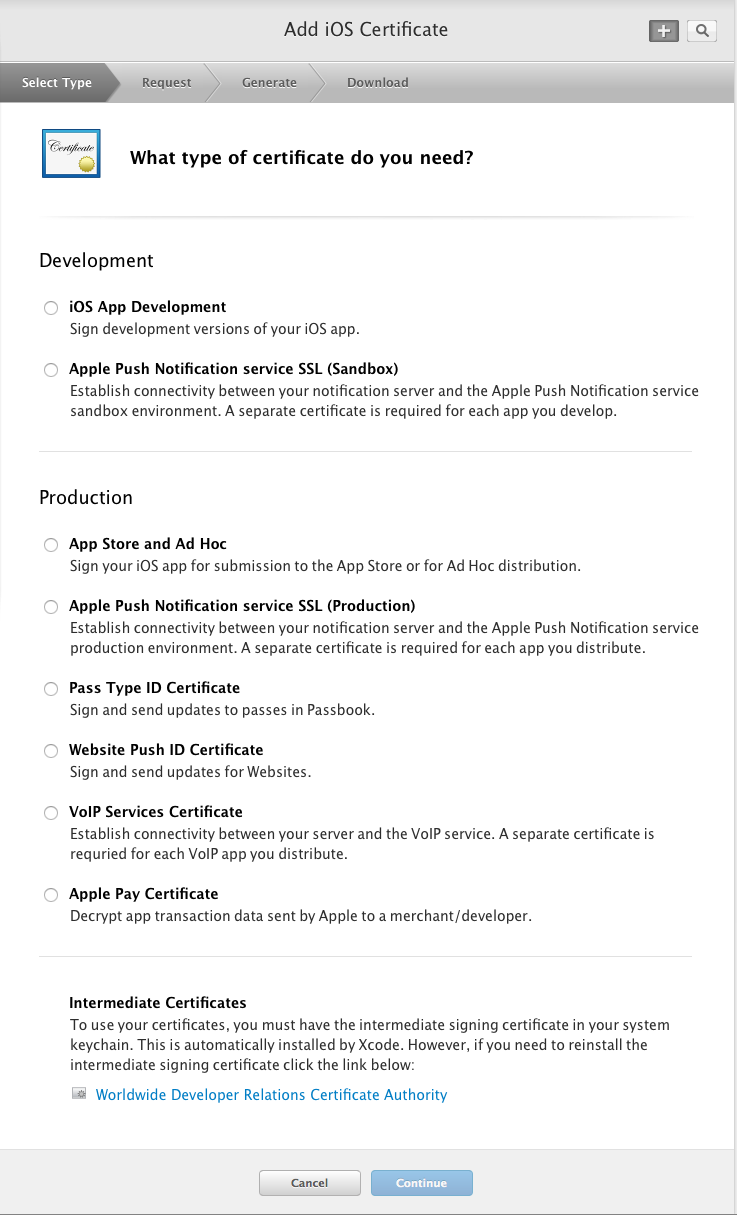 Add iOS Certificate
Select Type
Request
Generate
Download
Certificate
What type of certificate do you need?
Development
iOS App Development
Sign development versions of your iOS app.
Apple Push Notification service SSL (Sandbox)
Establish connectivity between your notification server and the Apple Push Notification service
sandbox environment. A separate certificate is required for each app you develop.
Production
App Store and Ad Hoc
Sign your iOS app for submission to the App Store or for Ad Hoc distribution.
Apple Push Notification service SSL (Production)
Establish connectivity between your notification server and the Apple Push Notification service
production environment. A separate certificate is required for each app you distribute.
Pass Type ID Certificate
Sign and send updates to passes in Passbook.
Website Push ID Certificate
Sign and send updates for Websites.
VoIP Services Certificate
Establish connectivity between your server and the VoIP service. A separate certificate is
requried for each VoIP app you distribute.
Apple Pay Certificate
Decrypt app transaction data sent by Apple to a merchant/developer.
Intermediate Certificates
To use your certificates, you must have the intermediate signing certificate in your system
keychain. This is automatically installed by Xcode. However, if you need to reinstall the
intermediate signing certificate click the link below:
Worldwide Developer Relations Certificate Authority
Cancel
Continue